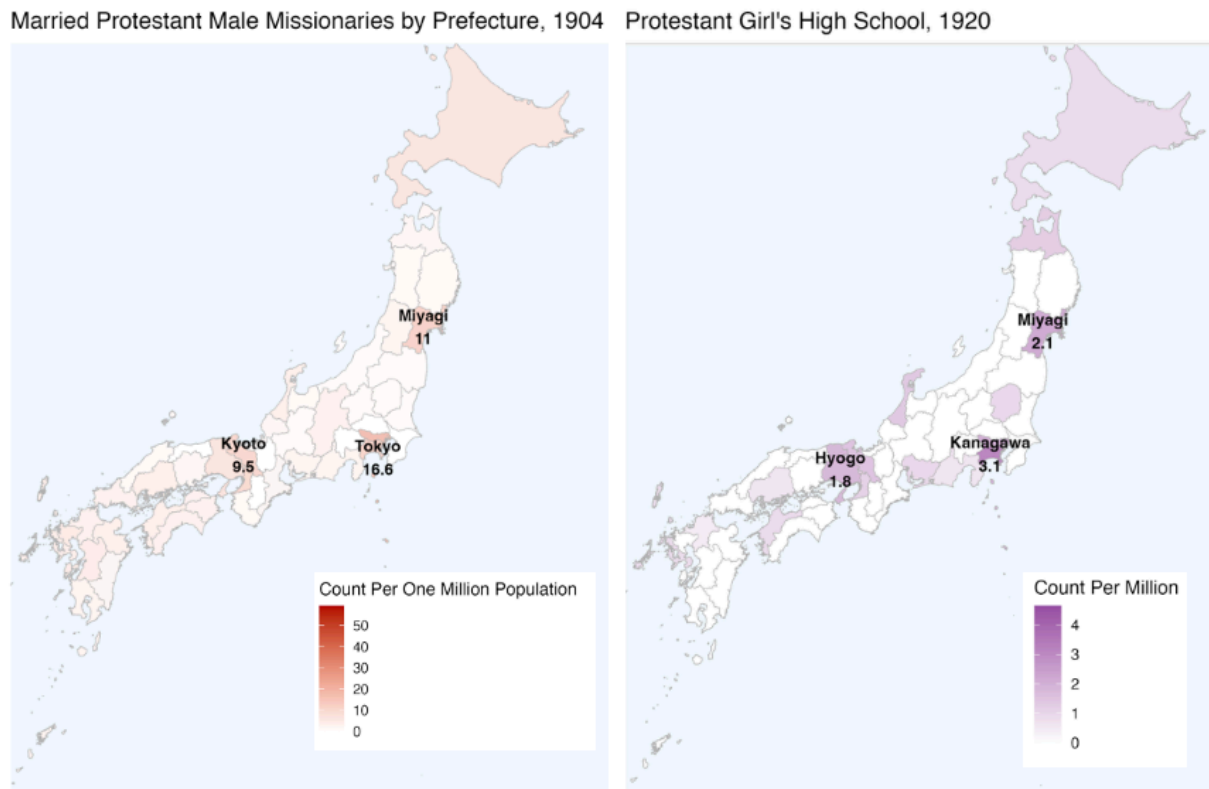 Married Protestant Male Missionaries by Prefecture, 1904
Miyagi
11
Kyoto
9.5
Tokyo
16.6
Count Per One Million Population
50
40
30
20
10
0
Protestant Girl's High School, 1920
Miyagi
2.1
Kanagawa
3.1
Hyogo
1.8
Count Per Million
4
3
2
1
0